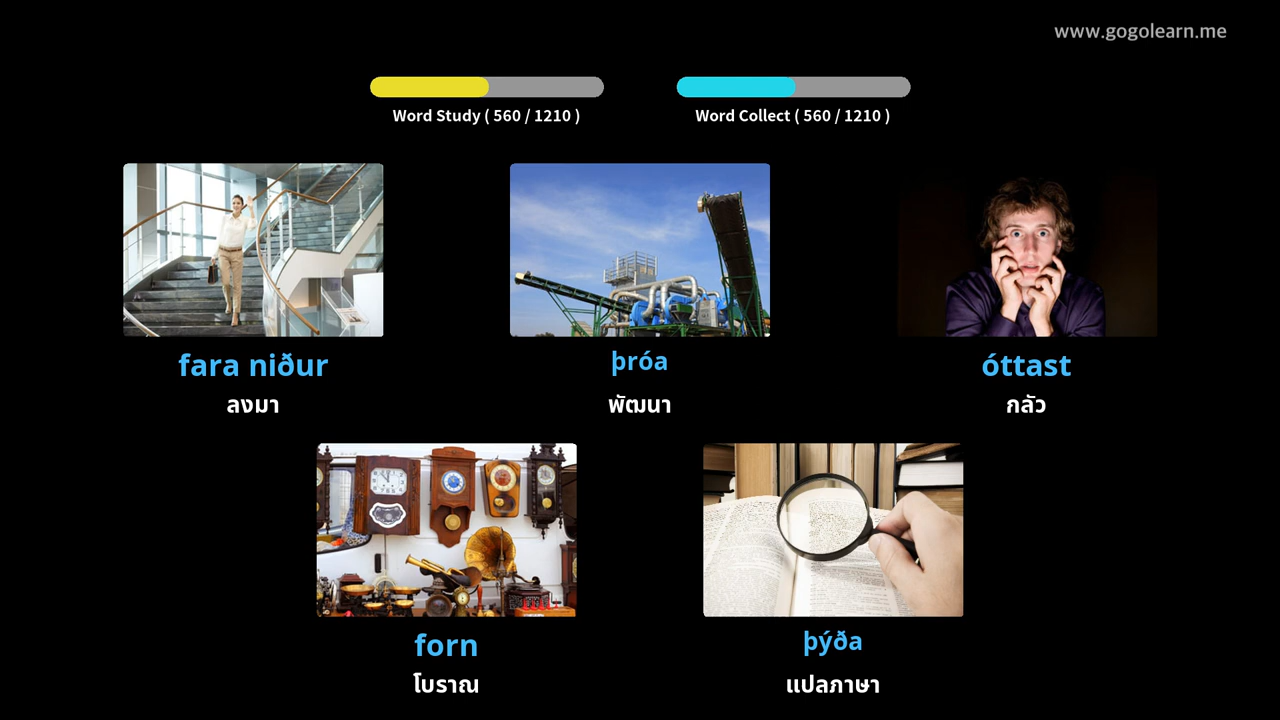 www.gogolearn.me
Word Study ( 560 / 1210 )
Word Collect ( 560 / 1210 )
fara niður
ลงมา
þróa
พัฒนา
óttast
กลัว
forn
โบราณ
þýða
แปลภาษา